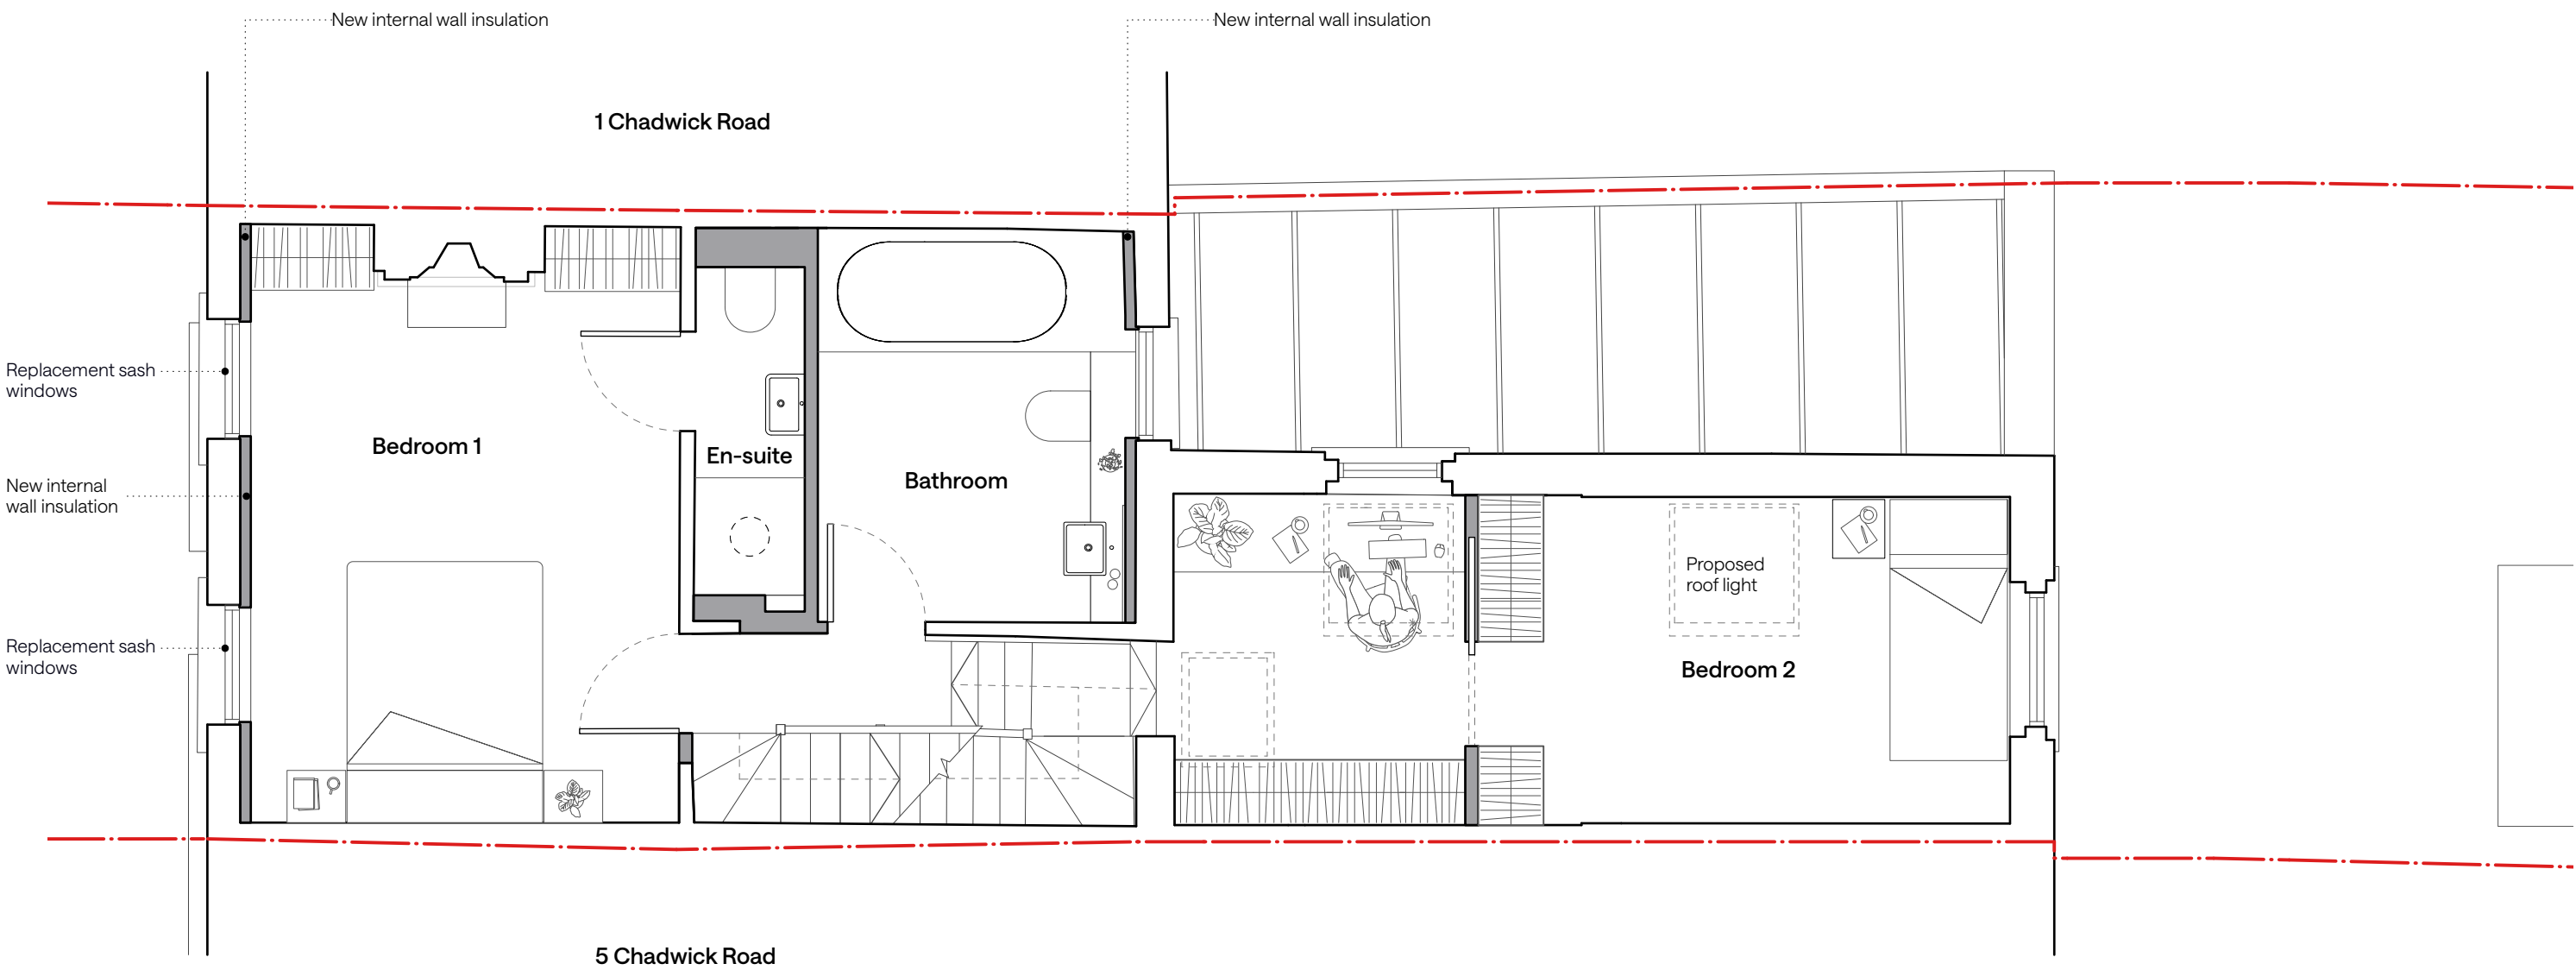 New internal wall insulation
New internal wall insulation
1 Chadwick Road
Replacement sash
windows
Bedroom 1
En-suite
Bathroom
New internal
wall insulation
Proposed
roof light
Replacement sash
windows
Bedroom 2
5 Chadwick Road